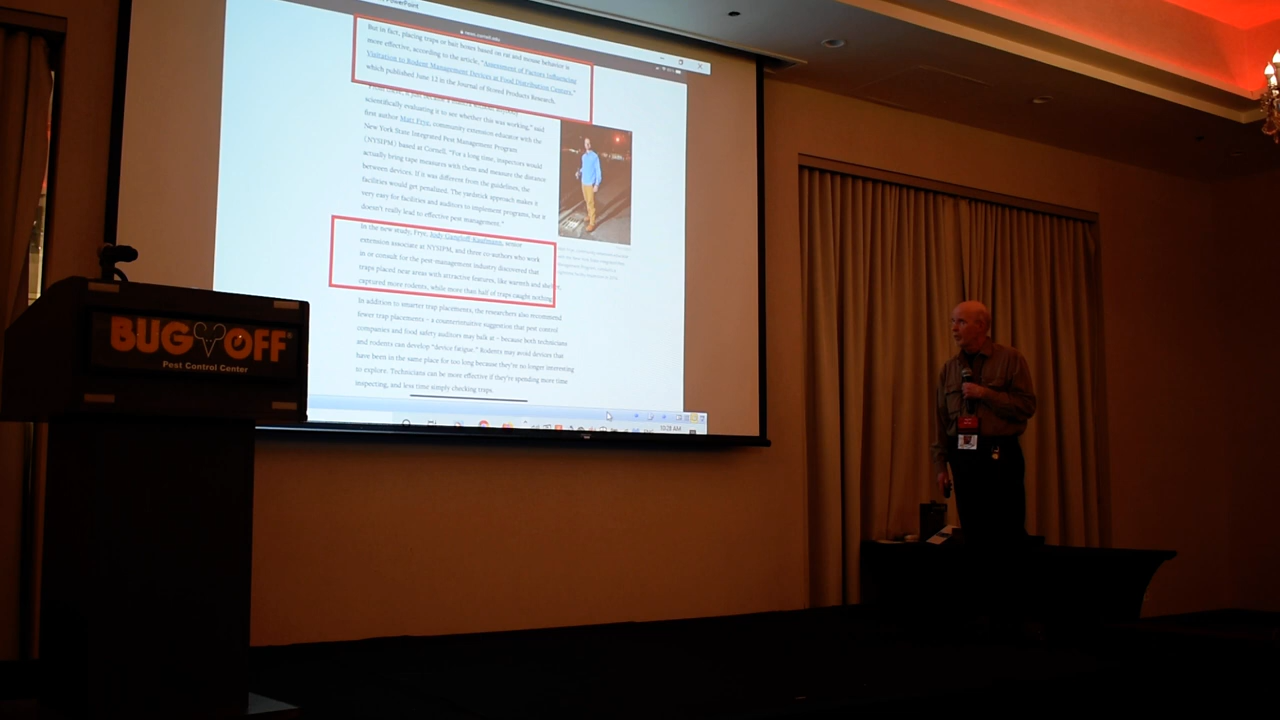 PowerPoint
news.cornell.edu
But in fact, placing traps or bait boxes based on rat and mouse behavior is
more effective, according to the article, "Assessment of Factors Influencing
Visitation to Rodent Management Devices at Food Distribution Centers,"
which published June 12 in the Journal of Stored Products Research.
scientifically evaluating it to see whether this was working," said
first author Matt Frye, community extension educator with the
New York State Integrated Pest Management Program
(NYSIPM) based at Cornell. "For a long time, inspectors would
actually bring tape measures with them and measure the distance
between devices. If it was different from the guidelines, the
facilities would get penalized. The yardstick approach makes it
very easy for facilities and auditors to implement programs, but it
doesn't really lead to effective pest management."
In the new study, Frye, Jody Gangloff-Kaufmann, senior
extension associate at NYSIPM, and three co-authors who work
in or consult for the pest-management industry discovered that
traps placed near areas with attractive features, like warmth and shelter,
captured more rodents, while more than half of traps caught nothing.
In addition to smarter trap placements, the researchers also recommend
fewer trap placements – a counterintuitive suggestion that pest control
companies and food safety auditors may balk at – because both technicians
and rodents can develop "device fatigue." Rodents may avoid devices that
have been in the same place for too long because they're no longer interesting
to explore. Technicians can be more effective if they're spending more time
inspecting, and less time simply checking traps.
10:28 AM
BUG OFF
Pest Control Center